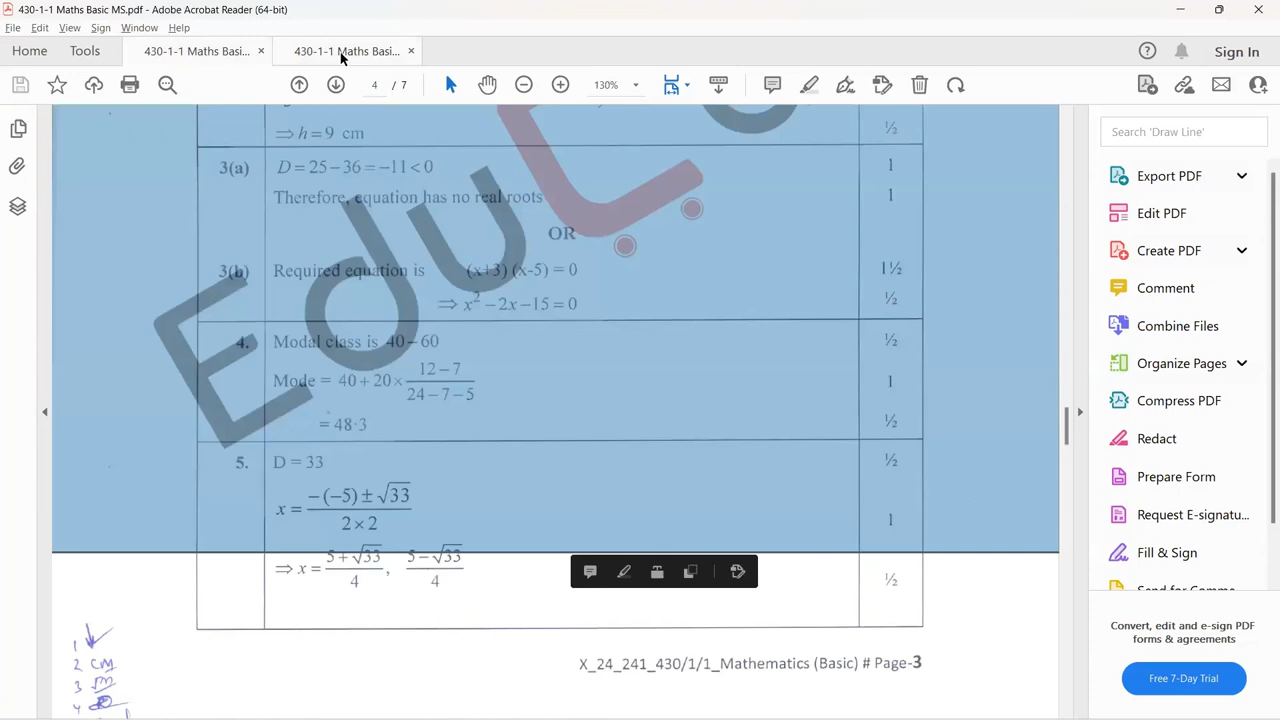 430-1-1 Maths Basic MS.pdf - Adobe Acrobat Reader (64-bit)
File Edit View Sign Window Help
Home Tools 430-1-1 Maths Basi... × 430-1-1 Maths Basi... × Sign In
4 / 7 130%
⇒ h = 9 cm ½
3(a) D = 25 – 36 = –11 < 0 1
Therefore, equation has no real roots 1
OR
3(b) Required equation is (x+3) (x-5) = 0 1½
⇒ x² – 2x – 15 = 0 ½
4. Modal class is 40 – 60 ½
Mode = 40 + 20 × (12 – 7)/(24 – 7 – 5) 1
= 48·3 ½
5. D = 33 ½
x = (–(–5) ± √33)/(2 × 2) 1
⇒ x = (5 + √33)/4, (5 – √33)/4 ½
X_24_241_430/1/1_Mathematics (Basic) # Page-3
1
2 cm
3 m
4
Edu
Search 'Draw Line'
Export PDF
Edit PDF
Create PDF
Comment
Combine Files
Organize Pages
Compress PDF
Redact
Prepare Form
Request E-signatu...
Fill & Sign
Send for Comme...
Convert, edit and e-sign PDF
forms & agreements
Free 7-Day Trial